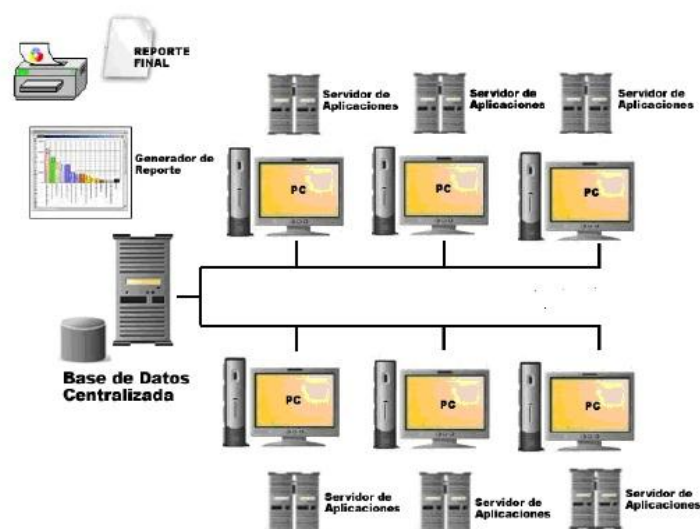 REPORTE
FINAL
Servidor de
Aplicaciones
Servidor de
Aplicaciones
Servidor de
Aplicaciones
Generador de
Reporte
PC
PC
PC
Base de Datos
Centralizada
PC
PC
PC
Servidor de
Aplicaciones
Servidor de
Aplicaciones
Servidor de
Aplicaciones